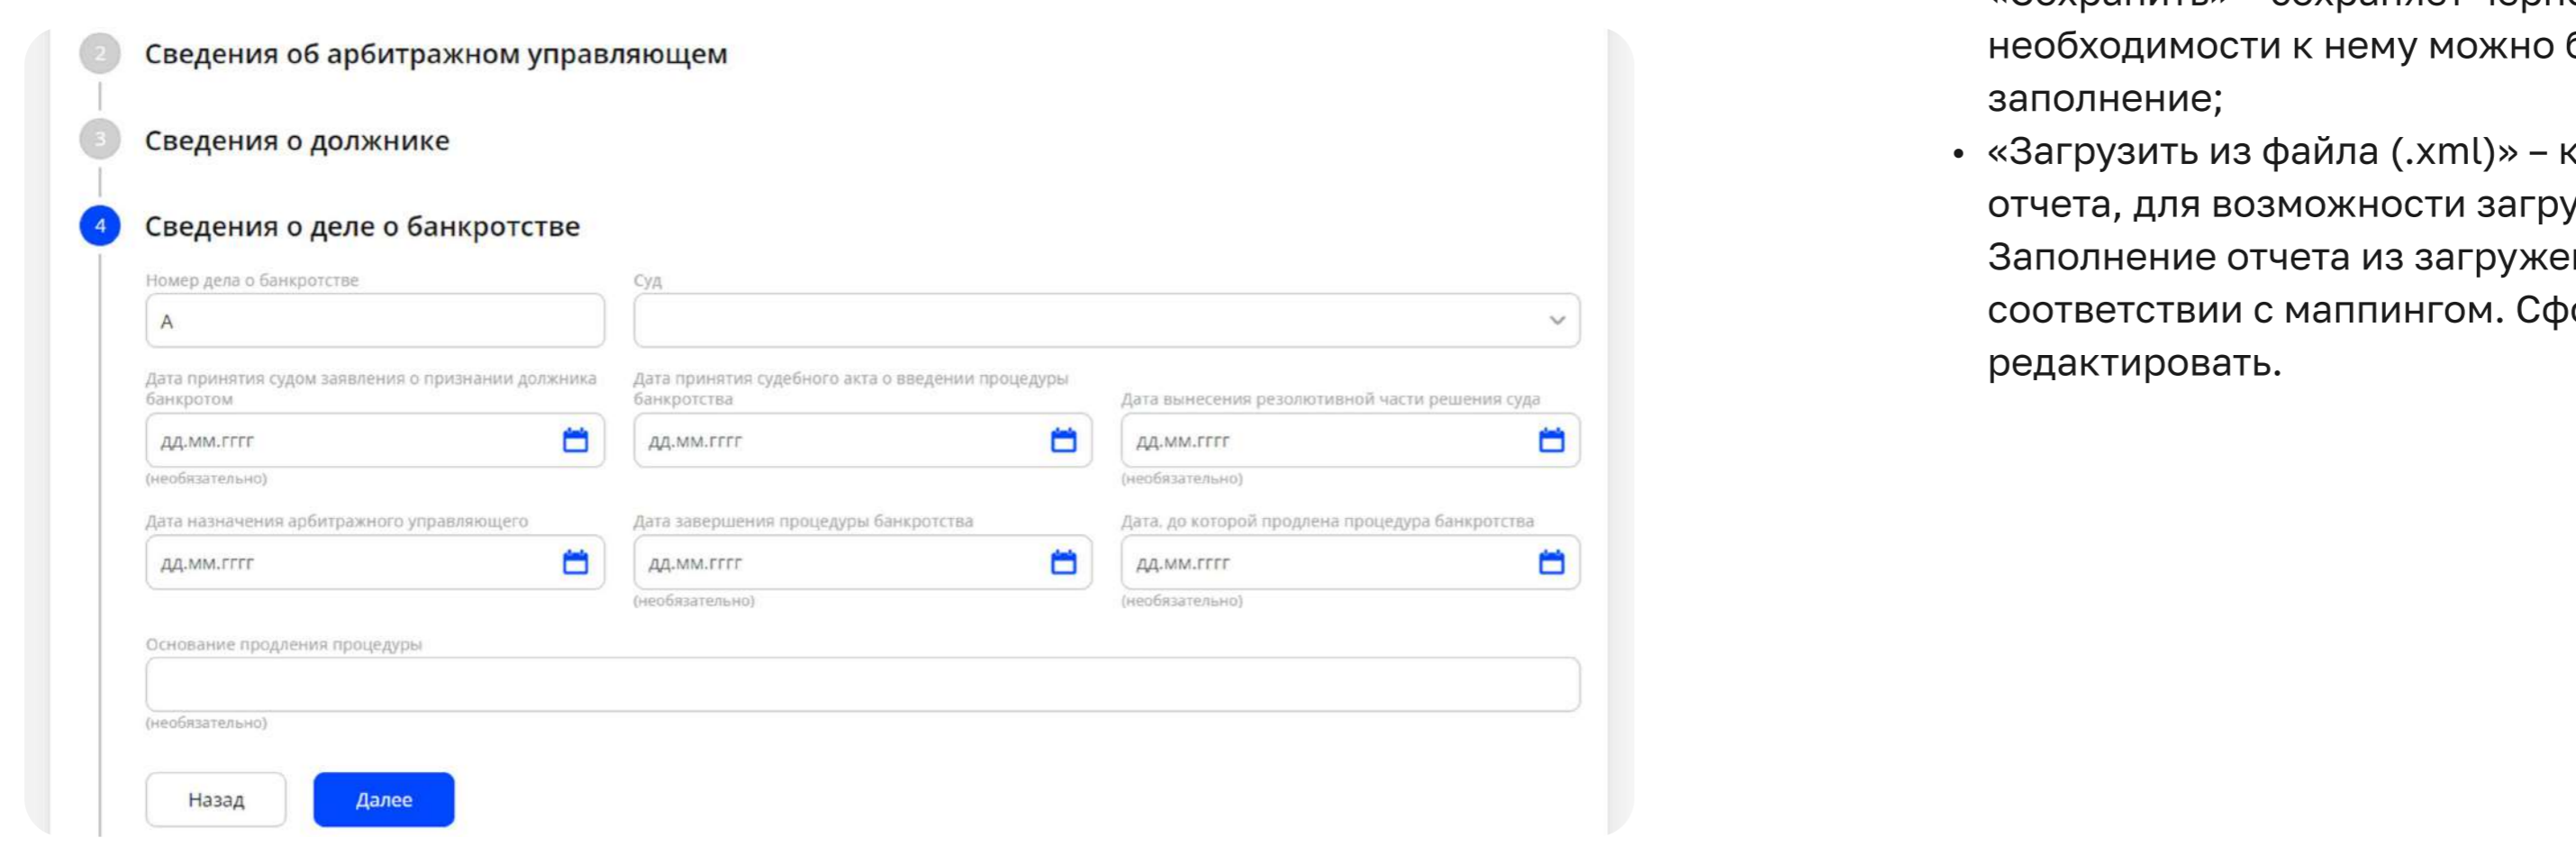 2 Сведения об арбитражном управляющем
3 Сведения о должнике
4 Сведения о деле о банкротстве
Номер дела о банкротстве
Суд
А
Дата принятия судом заявления о признании должника
банкротом
Дата принятия судебного акта о введении процедуры
банкротства
Дата вынесения резолютивной части решения суда
дд.мм.гггг
дд.мм.гггг
дд.мм.гггг
(необязательно)
(необязательно)
Дата назначения арбитражного управляющего
Дата завершения процедуры банкротства
Дата, до которой продлена процедура банкротства
дд.мм.гггг
дд.мм.гггг
дд.мм.гггг
(необязательно)
(необязательно)
Основание продления процедуры
(необязательно)
Назад
Далее
«Сохранить» – сохраняет
необходимости к нему можно
заполнение;
• «Загрузить из файла (.xml)» –
отчета, для возможности
Заполнение отчета из
соответствии с маппингом.
редактировать.